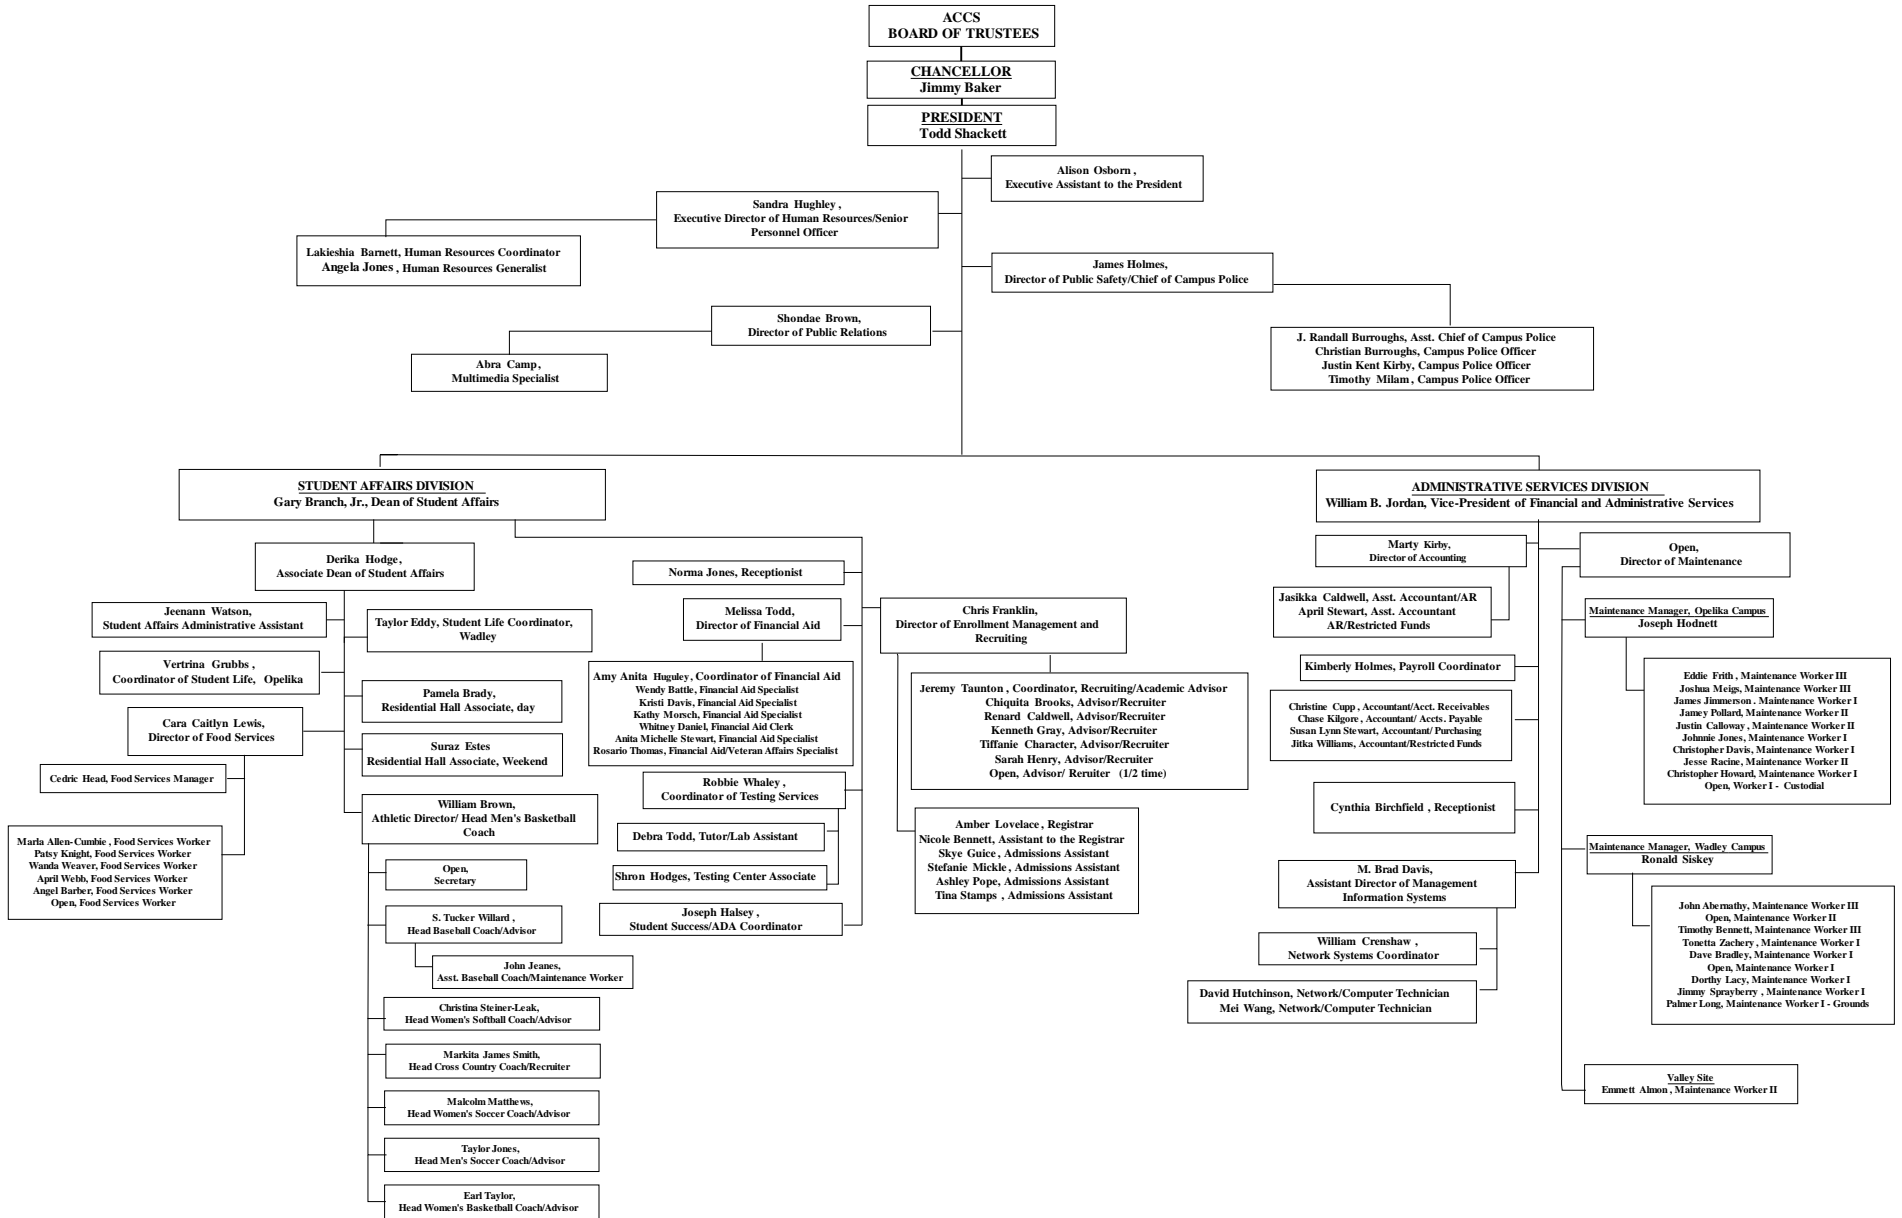 ACCS
BOARD OF TRUSTEES
CHANCELLOR
Jimmy Baker
PRESIDENT
Todd Shackett
Alison Osborn ,
Executive Assistant to the President
Sandra Hughley ,
Executive Director of Human Resources/Senior
Personnel Officer
Lakieshia Barnett, Human Resources Coordinator
Angela Jones , Human Resources Generalist
James Holmes,
Director of Public Safety/Chief of Campus Police
Shondae Brown,
Director of Public Relations
Abra Camp,
Multimedia Specialist
J. Randall Burroughs, Asst. Chief of Campus Police
Christian Burroughs, Campus Police Officer
Justin Kent Kirby, Campus Police Officer
Timothy Milam , Campus Police Officer
STUDENT AFFAIRS DIVISION
Gary Branch, Jr., Dean of Student Affairs
Derika Hodge,
Associate Dean of Student Affairs
Jeenann Watson,
Student Affairs Administrative Assistant
Taylor Eddy, Student Life Coordinator,
Wadley
Vertrina Grubbs ,
Coordinator of Student Life, Opelika
Pamela Brady,
Residential Hall Associate, day
Cara Caitlyn Lewis,
Director of Food Services
Suraz Estes
Residential Hall Associate, Weekend
Cedric Head, Food Services Manager
Marla Allen-Cumbie , Food Services Worker
Patsy Knight, Food Services Worker
Wanda Weaver, Food Services Worker
April Webb, Food Services Worker
Angel Barber, Food Services Worker
Open, Food Services Worker
William Brown,
Athletic Director/ Head Men's Basketball
Coach
Open,
Secretary
S. Tucker Willard ,
Head Baseball Coach/Advisor
John Jeanes,
Asst. Baseball Coach/Maintenance Worker
Christina Steiner-Leak,
Head Women's Softball Coach/Advisor
Markita James Smith,
Head Cross Country Coach/Recruiter
Malcolm Matthews,
Head Women's Soccer Coach/Advisor
Taylor Jones,
Head Men's Soccer Coach/Advisor
Earl Taylor,
Head Women's Basketball Coach/Advisor
Norma Jones, Receptionist
Melissa Todd,
Director of Financial Aid
Amy Anita Huguley, Coordinator of Financial Aid
Wendy Battle, Financial Aid Specialist
Kristi Davis, Financial Aid Specialist
Kathy Morsch, Financial Aid Specialist
Whitney Daniel, Financial Aid Clerk
Anita Michelle Stewart, Financial Aid Specialist
Rosario Thomas, Financial Aid/Veteran Affairs Specialist
Robbie Whaley ,
Coordinator of Testing Services
Debra Todd, Tutor/Lab Assistant
Shron Hodges, Testing Center Associate
Joseph Halsey ,
Student Success/ADA Coordinator
Chris Franklin,
Director of Enrollment Management and
Recruiting
Jeremy Taunton , Coordinator, Recruiting/Academic Advisor
Chiquita Brooks, Advisor/Recruiter
Renard Caldwell, Advisor/Recruiter
Kenneth Gray, Advisor/Recruiter
Tiffanie Character, Advisor/Recruiter
Sarah Henry, Advisor/Recruiter
Open, Advisor/ Reruiter (1/2 time)
Amber Lovelace , Registrar
Nicole Bennett, Assistant to the Registrar
Skye Guice , Admissions Assistant
Stefanie Mickle , Admissions Assistant
Ashley Pope, Admissions Assistant
Tina Stamps , Admissions Assistant
ADMINISTRATIVE SERVICES DIVISION
William B. Jordan, Vice-President of Financial and Administrative Services
Marty Kirby,
Director of Accounting
Open,
Director of Maintenance
Jasikka Caldwell, Asst. Accountant/AR
April Stewart, Asst. Accountant
AR/Restricted Funds
Kimberly Holmes, Payroll Coordinator
Christine Cupp , Accountant/Acct. Receivables
Chase Kilgore , Accountant/ Accts. Payable
Susan Lynn Stewart, Accountant/ Purchasing
Jitka Williams, Accountant/Restricted Funds
Cynthia Birchfield , Receptionist
M. Brad Davis,
Assistant Director of Management
Information Systems
William Crenshaw ,
Network Systems Coordinator
David Hutchinson, Network/Computer Technician
Mei Wang, Network/Computer Technician
Maintenance Manager, Opelika Campus
Joseph Hodnett
Eddie Frith , Maintenance Worker III
Joshua Meigs, Maintenance Worker III
James Jimmerson . Maintenance Worker I
Jamey Pollard, Maintenance Worker II
Justin Calloway , Maintenance Worker II
Johnnie Jones, Maintenance Worker I
Christopher Davis, Maintenance Worker I
Jesse Racine, Maintenance Worker II
Christopher Howard, Maintenance Worker I
Open, Worker I - Custodial
Maintenance Manager, Wadley Campus
Ronald Siskey
John Abernathy, Maintenance Worker III
Open, Maintenance Worker II
Timothy Bennett, Maintenance Worker III
Tonetta Zachery , Maintenance Worker I
Dave Bradley, Maintenance Worker I
Open, Maintenance Worker I
Dorthy Lacy, Maintenance Worker I
Jimmy Sprayberry , Maintenance Worker I
Palmer Long, Maintenance Worker I - Grounds
Valley Site
Emmett Almon , Maintenance Worker II